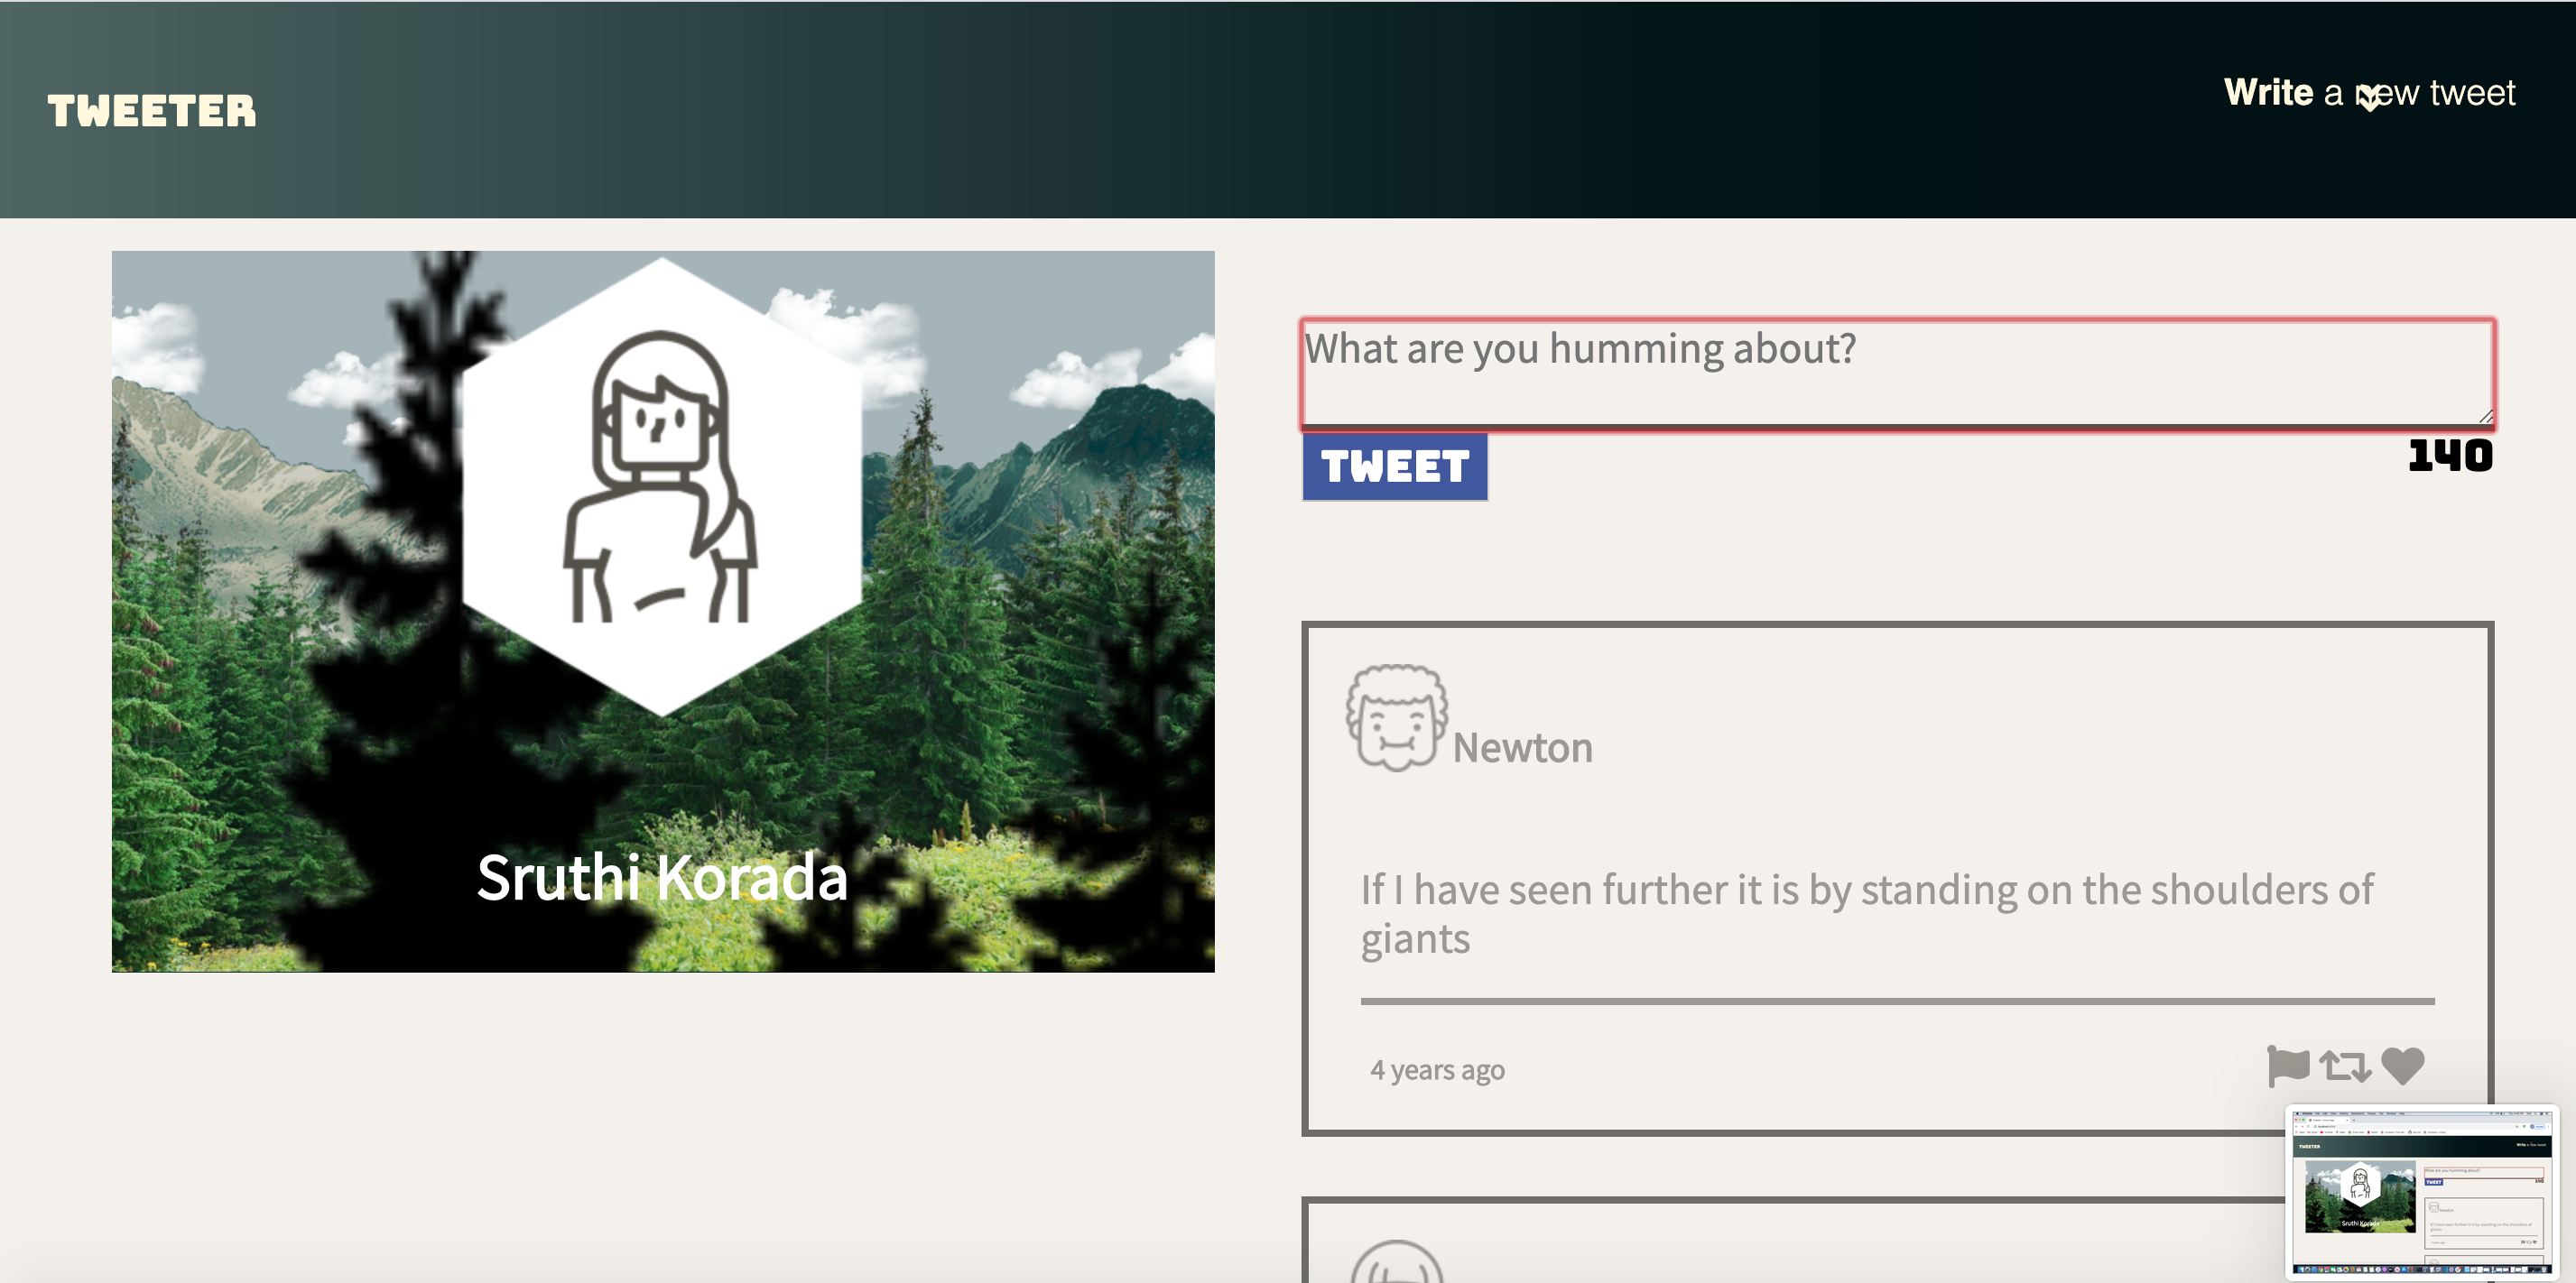 TWEETER
Write a new tweet
What are you humming about?
TWEET
140
Sruthi Korada
Newton
If I have seen further it is by standing on the shoulders of
giants
4 years ago